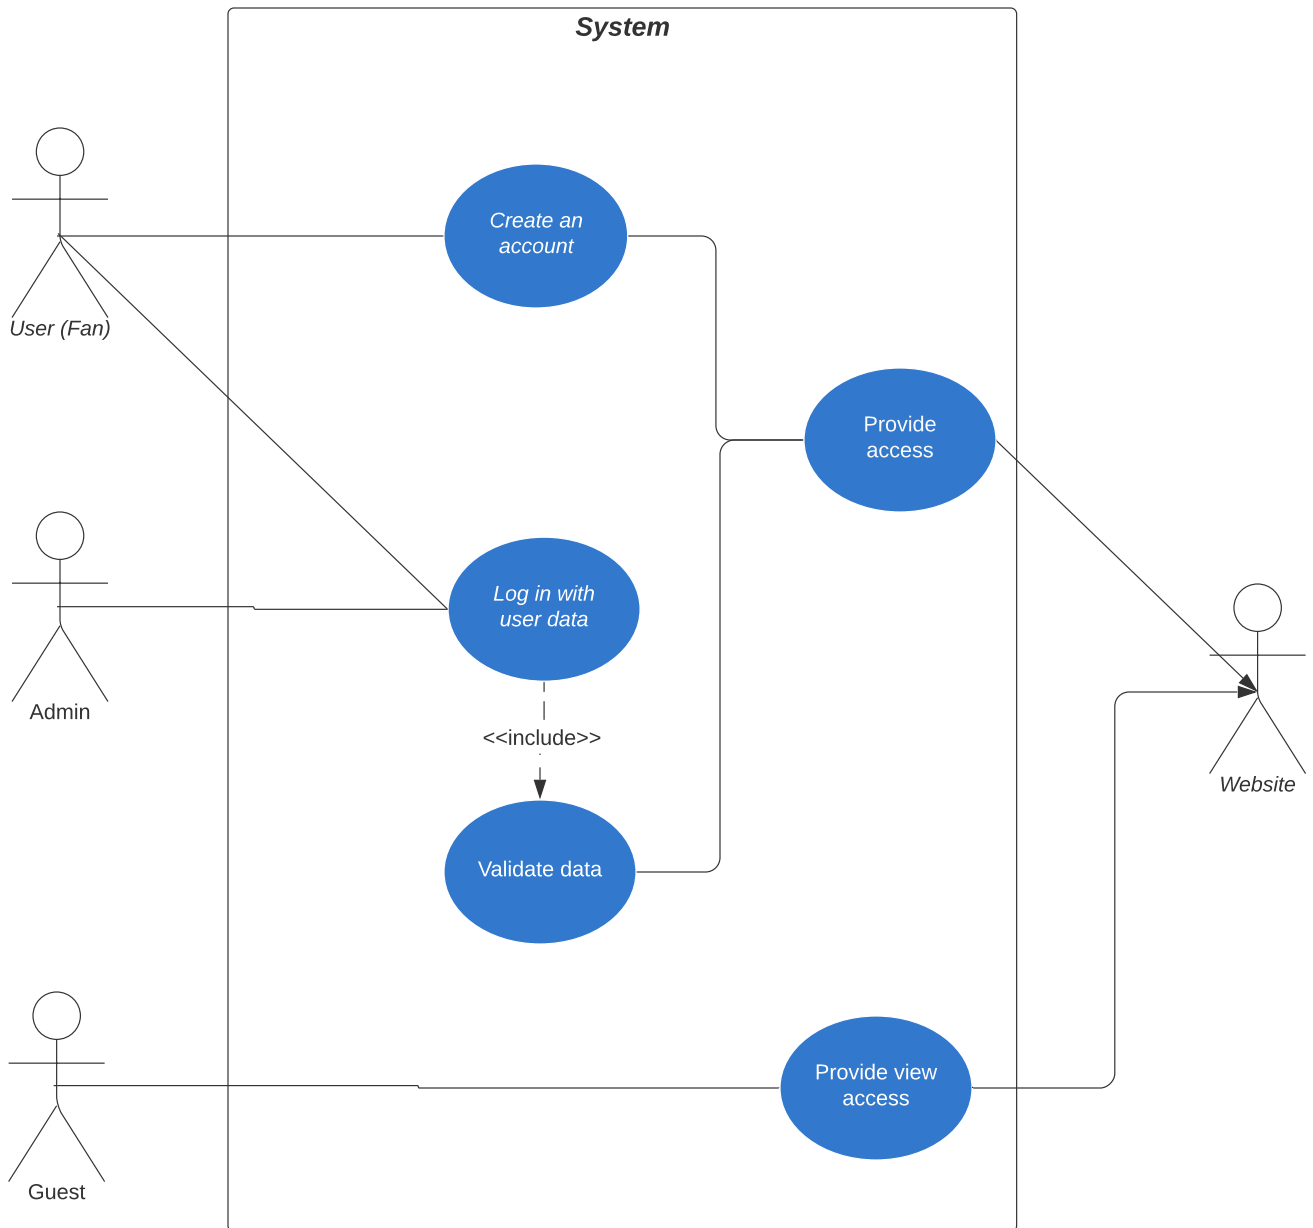 System
Create an
account
User (Fan)
Provide
access
Log in with
user data
Admin
<<include>>
Website
Validate data
Provide view
access
Guest